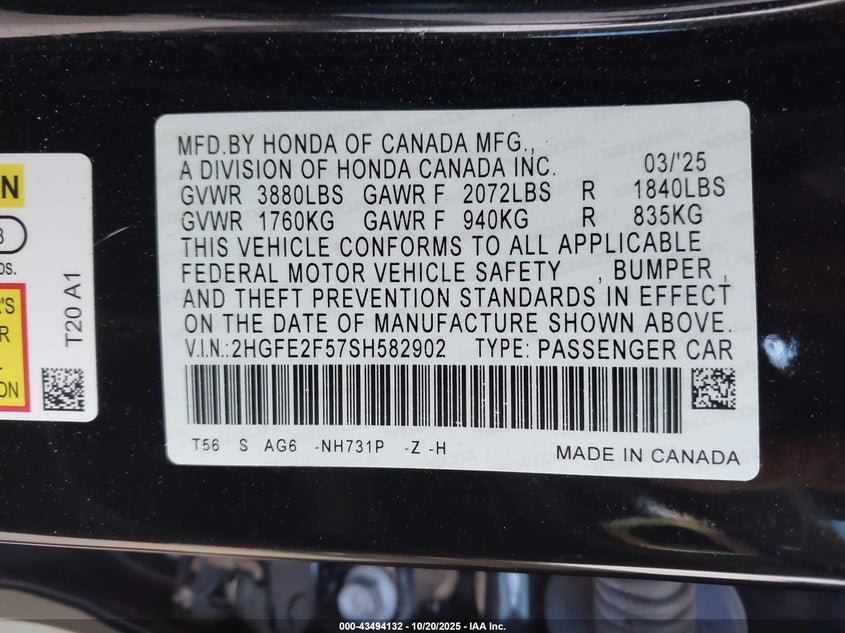 MFD.BY HONDA OF CANADA MFG.,
A DIVISION OF HONDA CANADA INC. 03/'25
GVWR 3880LBS GAWR F 2072LBS R 1840LBS
GVWR 1760KG GAWR F 940KG R 835KG
THIS VEHICLE CONFORMS TO ALL APPLICABLE
FEDERAL MOTOR VEHICLE SAFETY , BUMPER ,
AND THEFT PREVENTION STANDARDS IN EFFECT
ON THE DATE OF MANUFACTURE SHOWN ABOVE.
V.I.N.:2HGFE2F57SH582902 TYPE: PASSENGER CAR
T56 S AG6 -NH731P -Z -H MADE IN CANADA
T20 A1
000-43494132 - 10/20/2025 - IAA Inc.